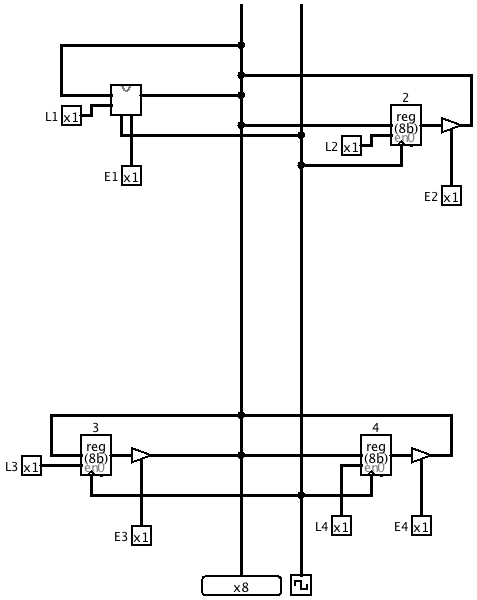 L1 x1
E1 x1
2
reg
(8b)
en0
L2 x1
E2 x1
3
reg
(8b)
en0
L3 x1
E3 x1
4
reg
(8b)
en0
L4 x1
E4 x1
x8